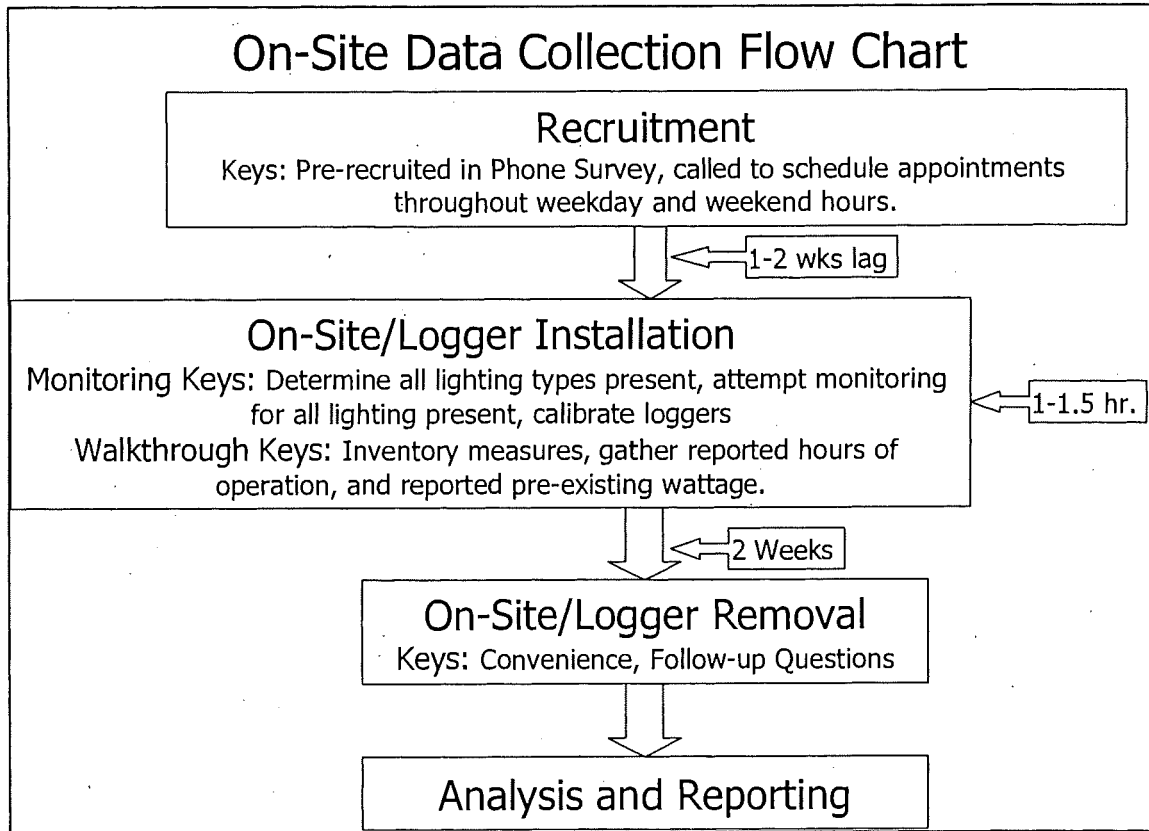 On-Site Data Collection Flow Chart
Recruitment
Keys: Pre-recruited in Phone Survey, called to schedule appointments
throughout weekday and weekend hours.
1-2 wks lag
On-Site/Logger Installation
Monitoring Keys: Determine all lighting types present, attempt monitoring
for all lighting present, calibrate loggers
Walkthrough Keys: Inventory measures, gather reported hours of
operation, and reported pre-existing wattage.
1-1.5 hr.
2 Weeks
On-Site/Logger Removal
Keys: Convenience, Follow-up Questions
Analysis and Reporting